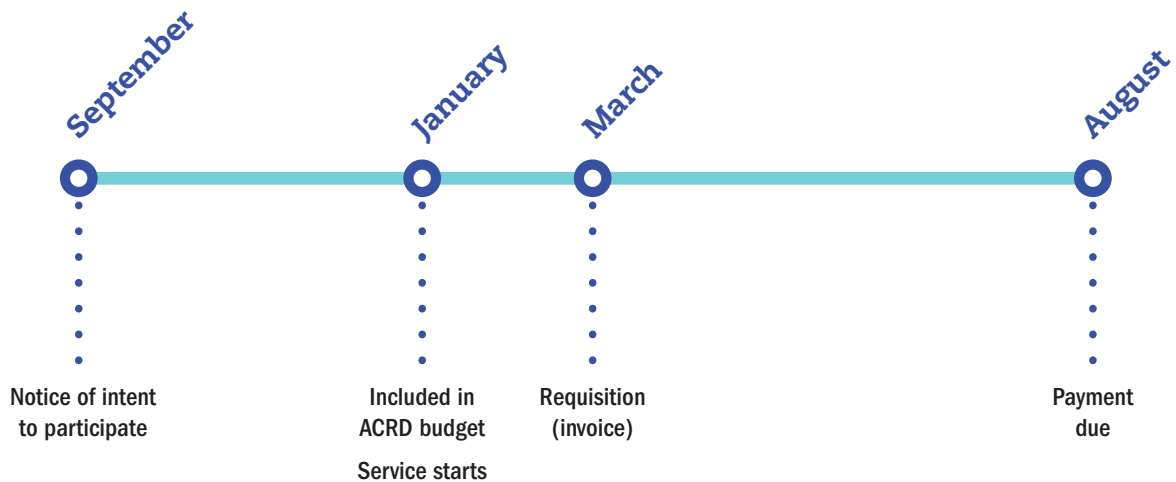 September
January
March
August
Notice of intent
to participate
Included in
ACRD budget
Service starts
Requisition
(invoice)
Payment
due